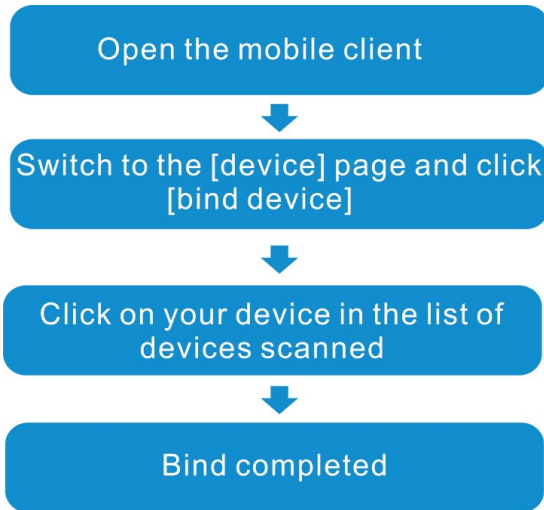 Open the mobile client
Switch to the [device] page and click
[bind device]
Click on your device in the list of
devices scanned
Bind completed